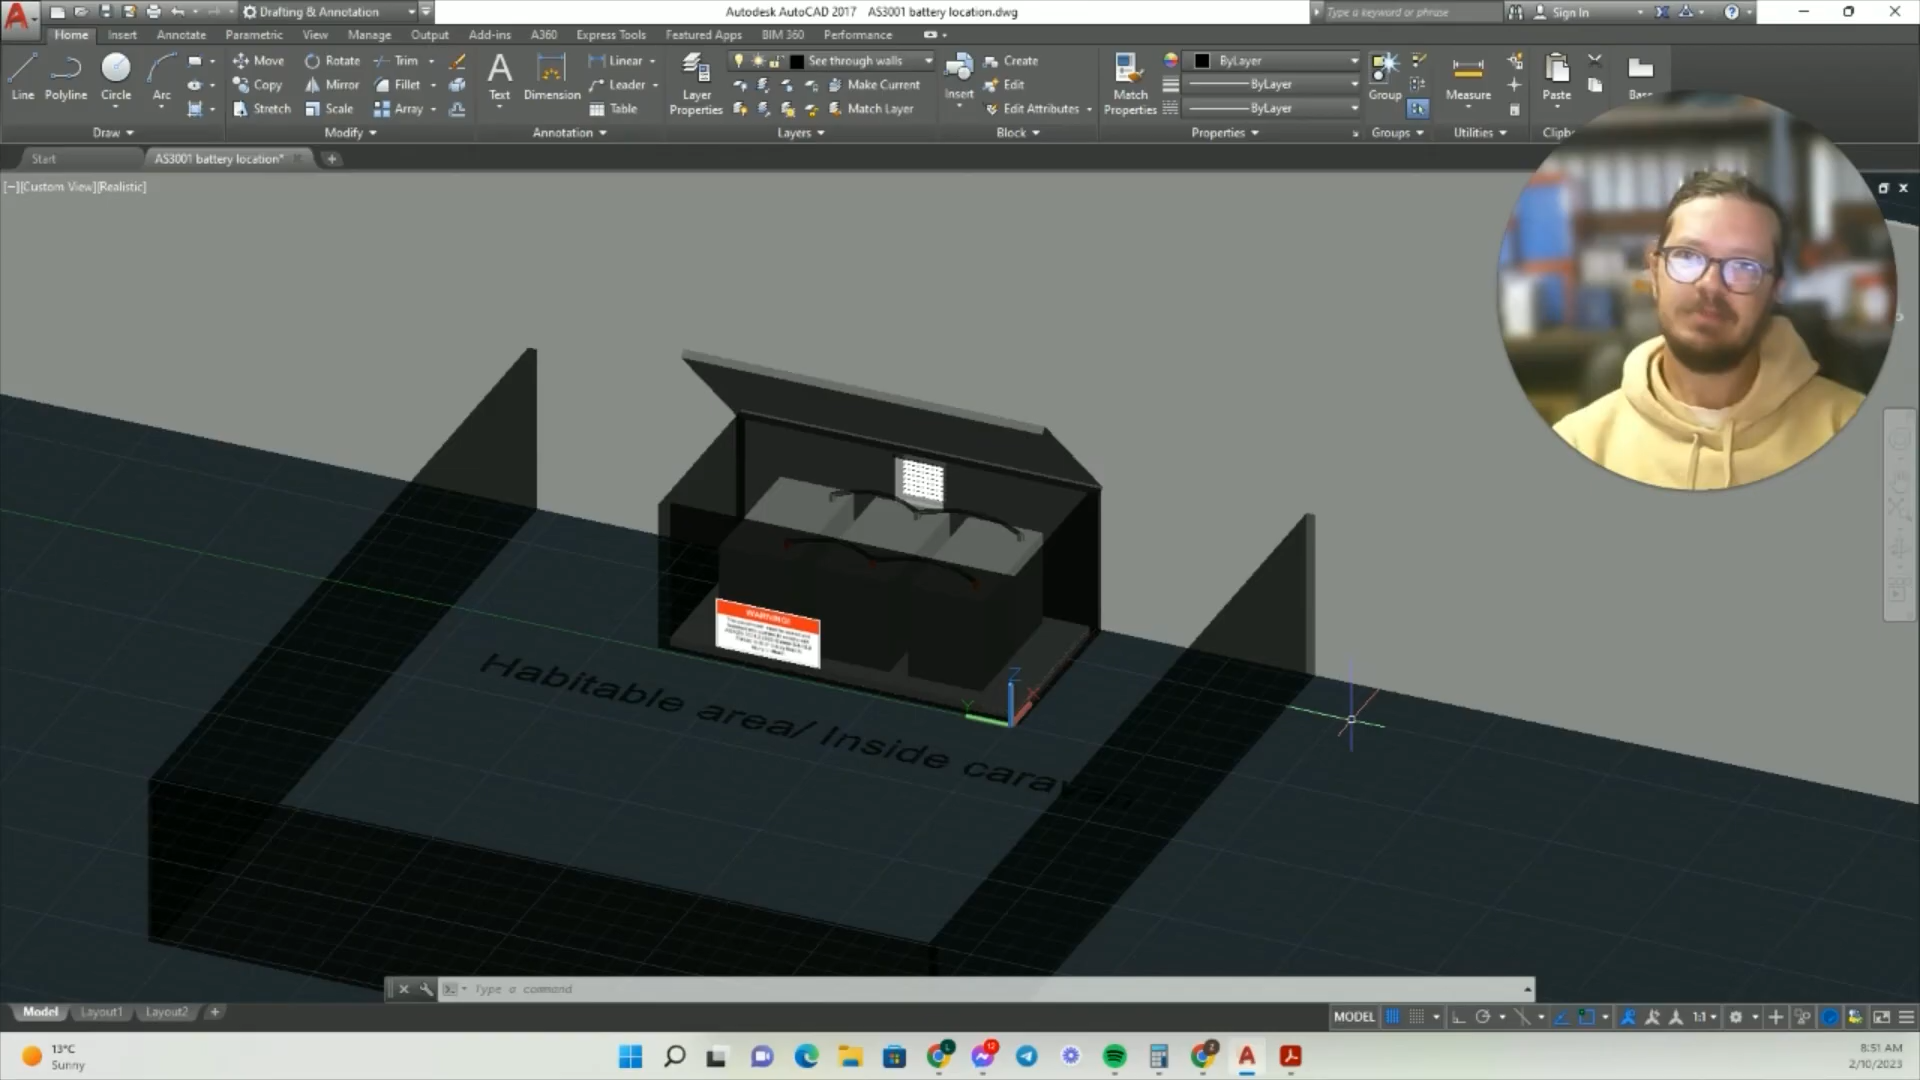 Drafting & Annotation
Autodesk AutoCAD 2017 AS3001 battery location.dwg
Type a keyword or phrase
Sign In
Home Insert Annotate Parametric View Manage Output Add-ins A360 Express Tools Featured Apps BIM 360 Performance
Line Polyline Circle Arc
Draw
Move Rotate Trim
Copy Mirror Fillet
Stretch Scale Array
Modify
Text Dimension
Linear
Leader
Table
Annotation
Layer Properties
See through walls
Make Current
Match Layer
Layers
Insert
Create
Edit
Edit Attributes
Block
Match Properties
ByLayer
ByLayer
ByLayer
Properties
Group
Groups
Measure
Utilities
Paste
Start
AS3001 battery location*
[−][Custom View][Realistic]
WARNING!
Z
Y
X
Habitable area/ Inside caravan
Type a command
Model Layout1 Layout2
MODEL
1:1
13°C
Sunny
12
8:51 AM
2/10/2023